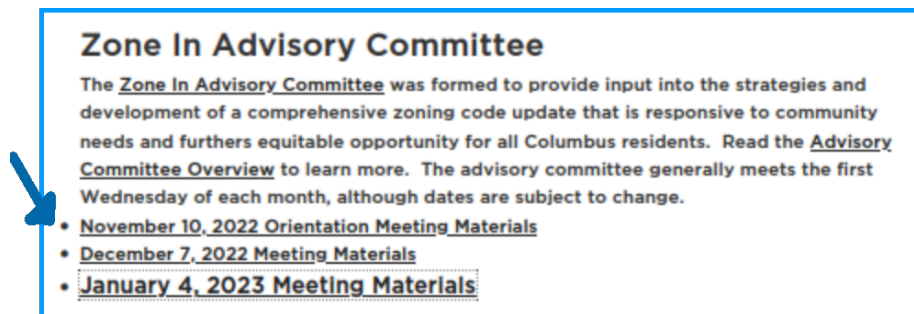 Zone In Advisory Committee
The Zone In Advisory Committee was formed to provide input into the strategies and
development of a comprehensive zoning code update that is responsive to community
needs and furthers equitable opportunity for all Columbus residents.  Read the Advisory
Committee Overview to learn more.  The advisory committee generally meets the first
Wednesday of each month, although dates are subject to change.
• November 10, 2022 Orientation Meeting Materials
• December 7, 2022 Meeting Materials
• January 4, 2023 Meeting Materials